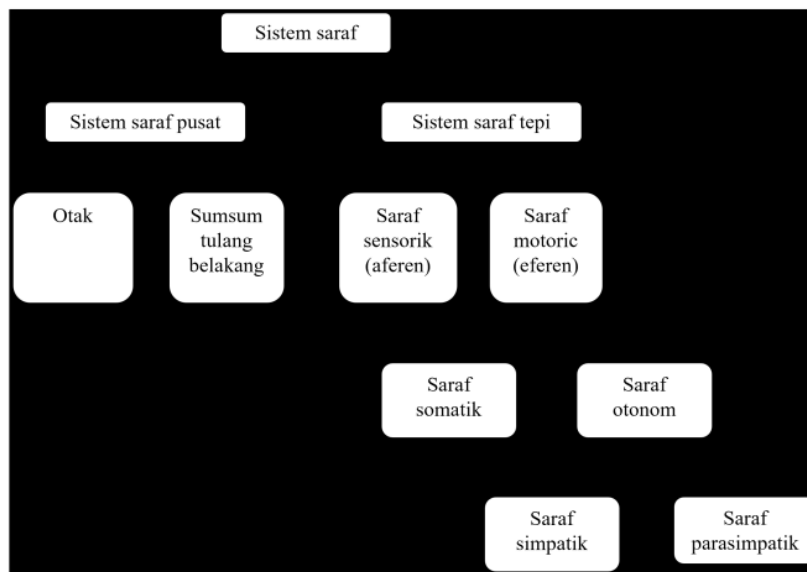 Sistem saraf
Sistem saraf pusat
Sistem saraf tepi
Otak
Sumsum
tulang
belakang
Saraf
sensorik
(aferen)
Saraf
motoric
(eferen)
Saraf
somatik
Saraf
otonom
Saraf
simpatik
Saraf
parasimpatik